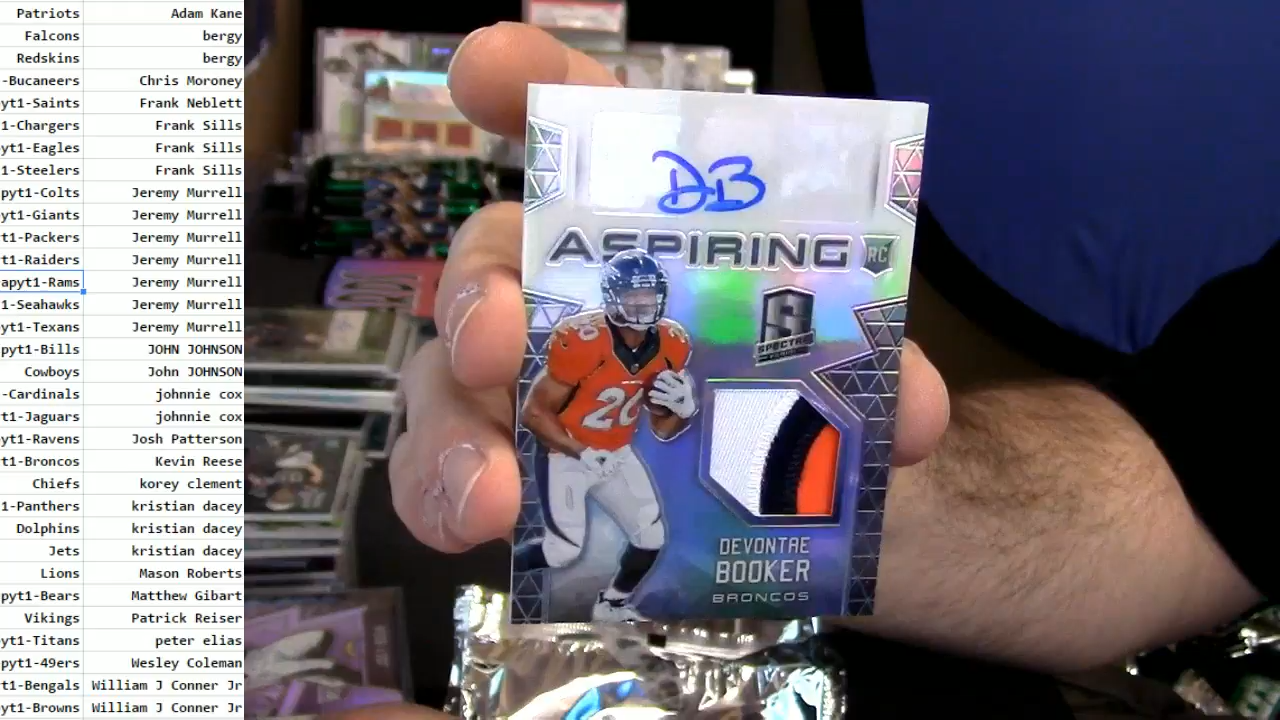 Patriots Adam Kane
Falcons bergy
Redskins bergy
-Bucaneers Chris Moroney
yt1-Saints Frank Neblett
1-Chargers Frank Sills
yt1-Eagles Frank Sills
1-Steelers Frank Sills
pyt1-Colts Jeremy Murrell
yt1-Giants Jeremy Murrell
t1-Packers Jeremy Murrell
t1-Raiders Jeremy Murrell
apyt1-Rams Jeremy Murrell
1-Seahawks Jeremy Murrell
yt1-Texans Jeremy Murrell
pyt1-Bills JOHN JOHNSON
Cowboys John JOHNSON
-Cardinals johnnie cox
t1-Jaguars johnnie cox
yt1-Ravens Josh Patterson
t1-Broncos Kevin Reese
Chiefs korey clement
1-Panthers kristian dacey
Dolphins kristian dacey
Jets kristian dacey
Lions Mason Roberts
pyt1-Bears Matthew Gibart
Vikings Patrick Reiser
yt1-Titans peter elias
pyt1-49ers Wesley Coleman
t1-Bengals William J Conner Jr
yt1-Browns William J Conner Jr
DB
ASPIRING RC
S
SPECTRA
20
DEVONTAE
BOOKER
BRONCOS